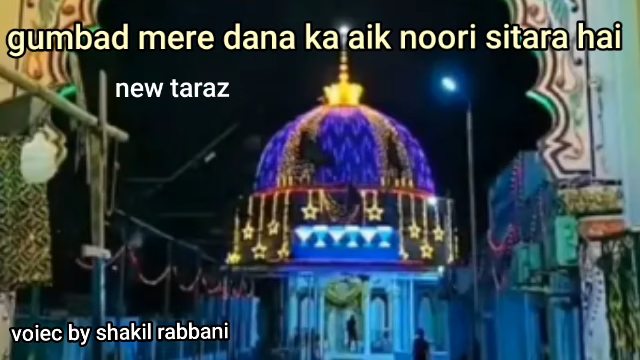 gumbad mere dana ka aik noori sitara hai
new taraz
voiec by shakil rabbani